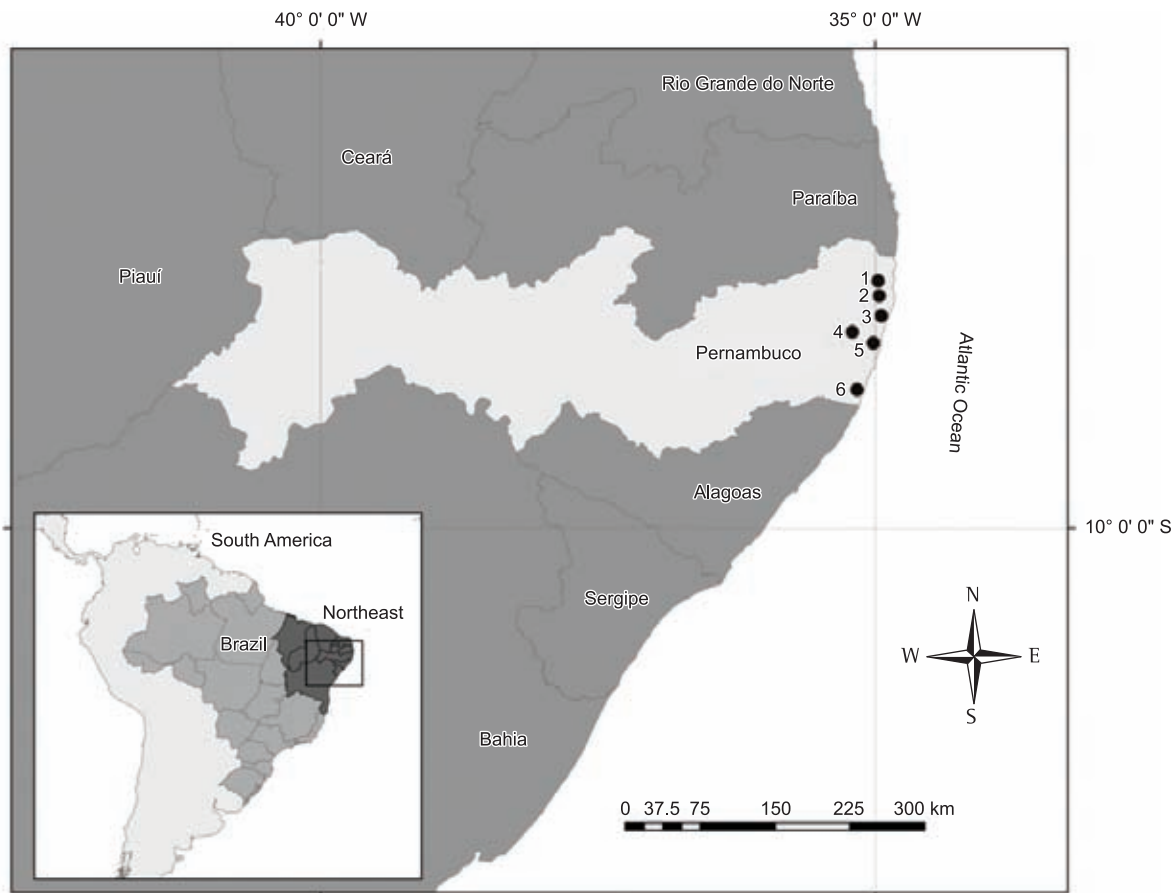 40° 0' 0" W
35° 0' 0" W
Rio Grande do Norte
Ceará
Paraíba
Piauí
1
2
3
4
Pernambuco
5
6
Atlantic Ocean
Alagoas
10° 0' 0" S
South America
Sergipe
Northeast
Brazil
N
W
E
S
Bahia
0 37.5 75 150 225 300 km